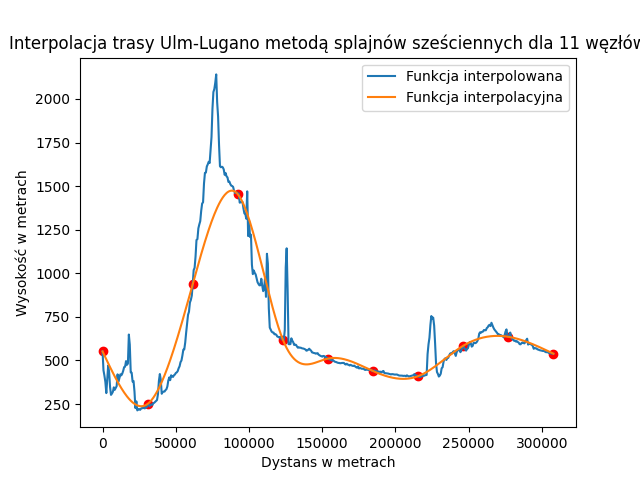 Interpolacja trasy Ulm-Lugano metodą splajnów sześciennych dla 11 węzłów
Funkcja interpolowana
Funkcja interpolacyjna
2000
1750
1500
1250
1000
750
500
250
Wysokość w metrach
0 50000 100000 150000 200000 250000 300000
Dystans w metrach